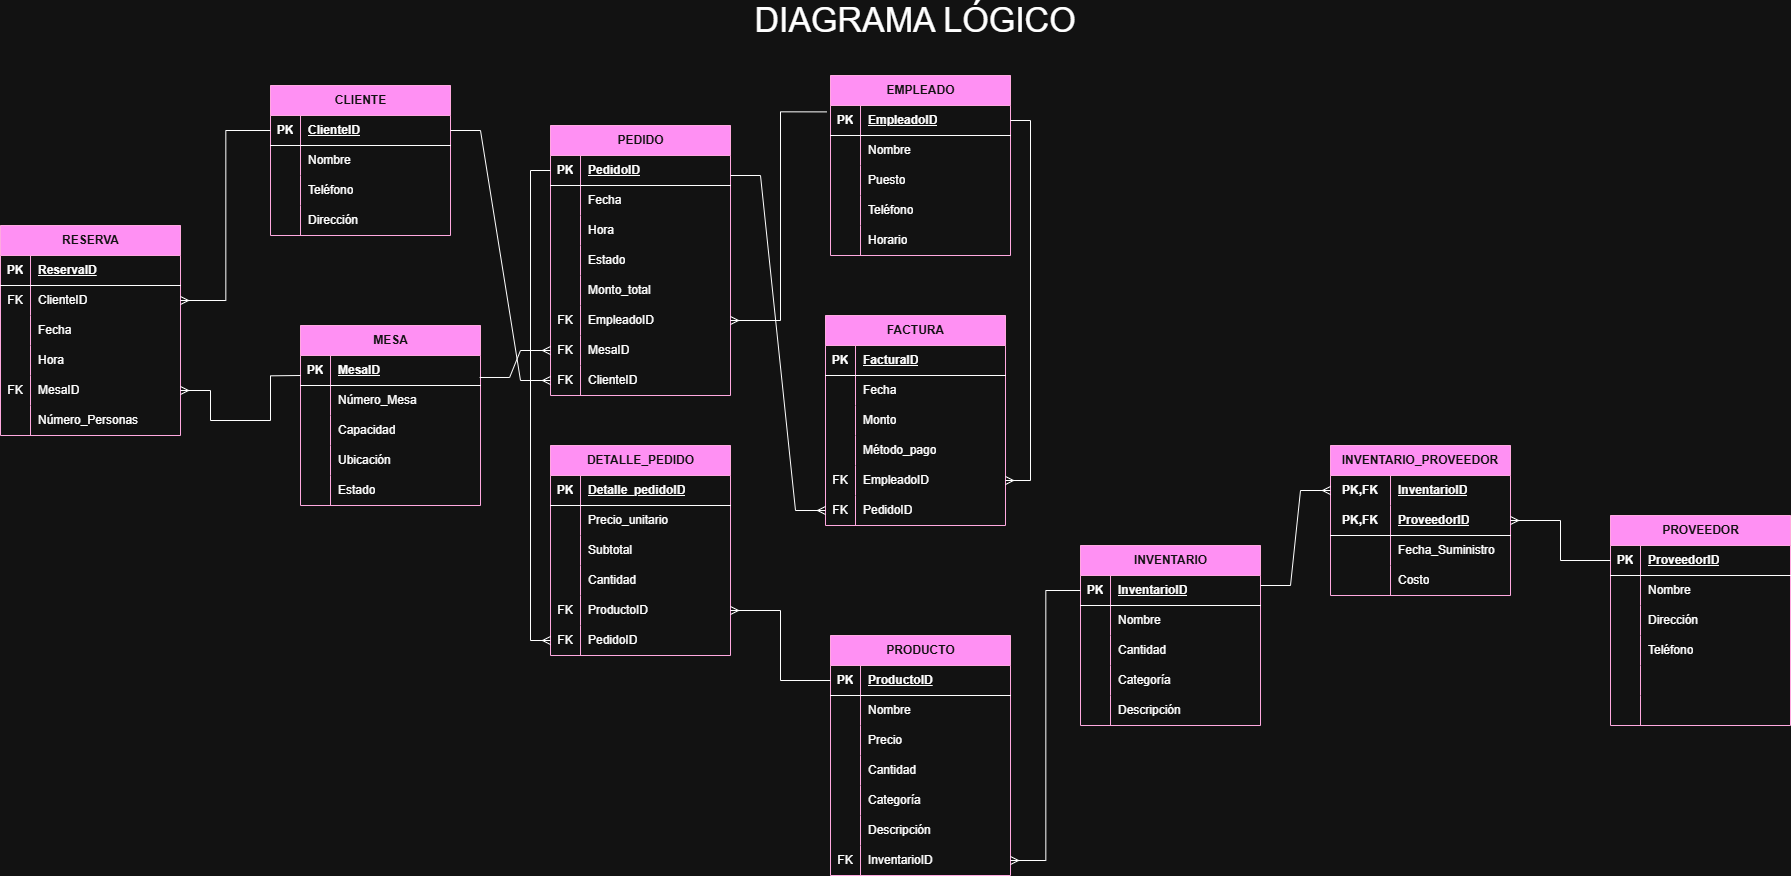 DIAGRAMA LÓGICO
CLIENTE
PK ClienteID
Nombre
Teléfono
Dirección
RESERVA
PK ReservaID
FK ClienteID
Fecha
Hora
FK MesaID
Número_Personas
MESA
PK MesaID
Número_Mesa
Capacidad
Ubicación
Estado
PEDIDO
PK PedidoID
Fecha
Hora
Estado
Monto_total
FK EmpleadoID
FK MesaID
FK ClienteID
DETALLE_PEDIDO
PK Detalle_pedidoID
Precio_unitario
Subtotal
Cantidad
FK ProductoID
FK PedidoID
EMPLEADO
PK EmpleadoID
Nombre
Puesto
Teléfono
Horario
FACTURA
PK FacturaID
Fecha
Monto
Método_pago
FK EmpleadoID
FK PedidoID
PRODUCTO
PK ProductoID
Nombre
Precio
Cantidad
Categoría
Descripción
FK InventarioID
INVENTARIO
PK InventarioID
Nombre
Cantidad
Categoría
Descripción
INVENTARIO_PROVEEDOR
PK,FK InventarioID
PK,FK ProveedorID
Fecha_Suministro
Costo
PROVEEDOR
PK ProveedorID
Nombre
Dirección
Teléfono